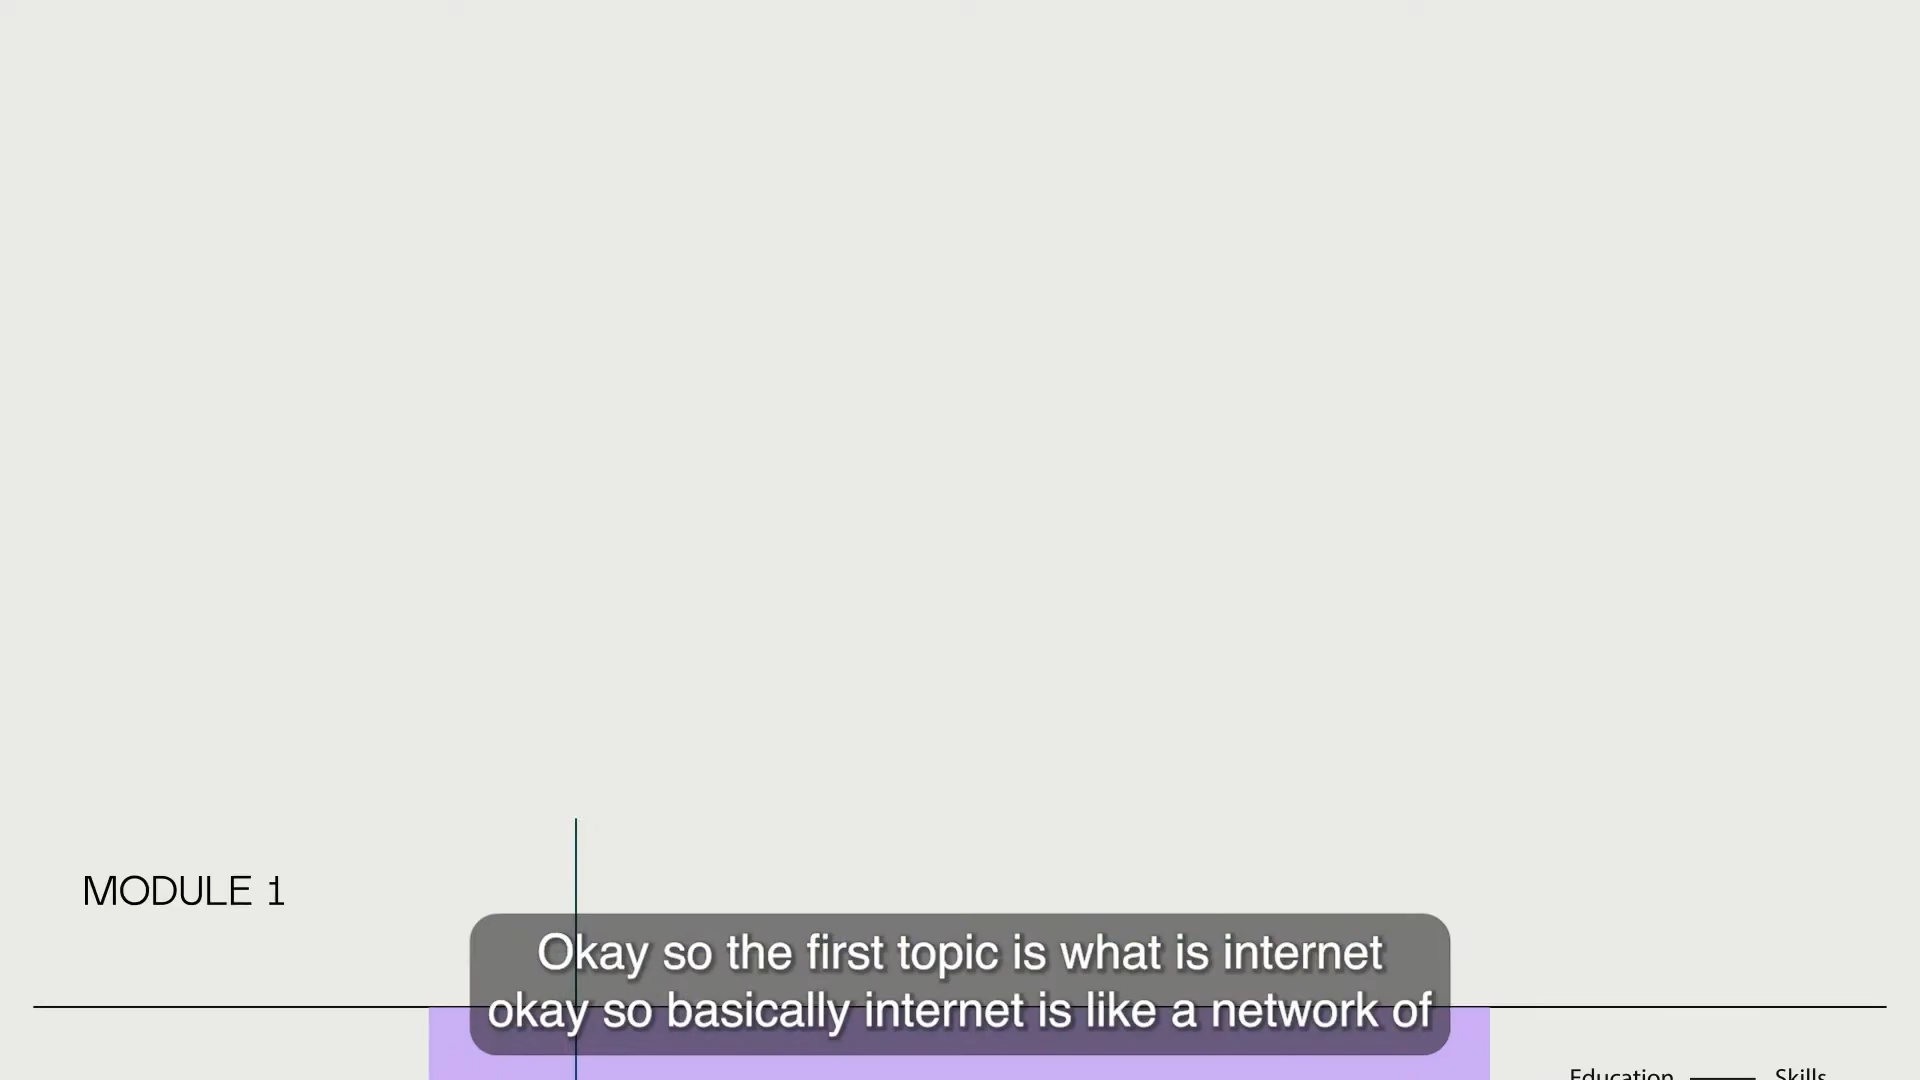 MODULE 1
Okay so the first topic is what is internet
okay so basically internet is like a network of
Education Skills